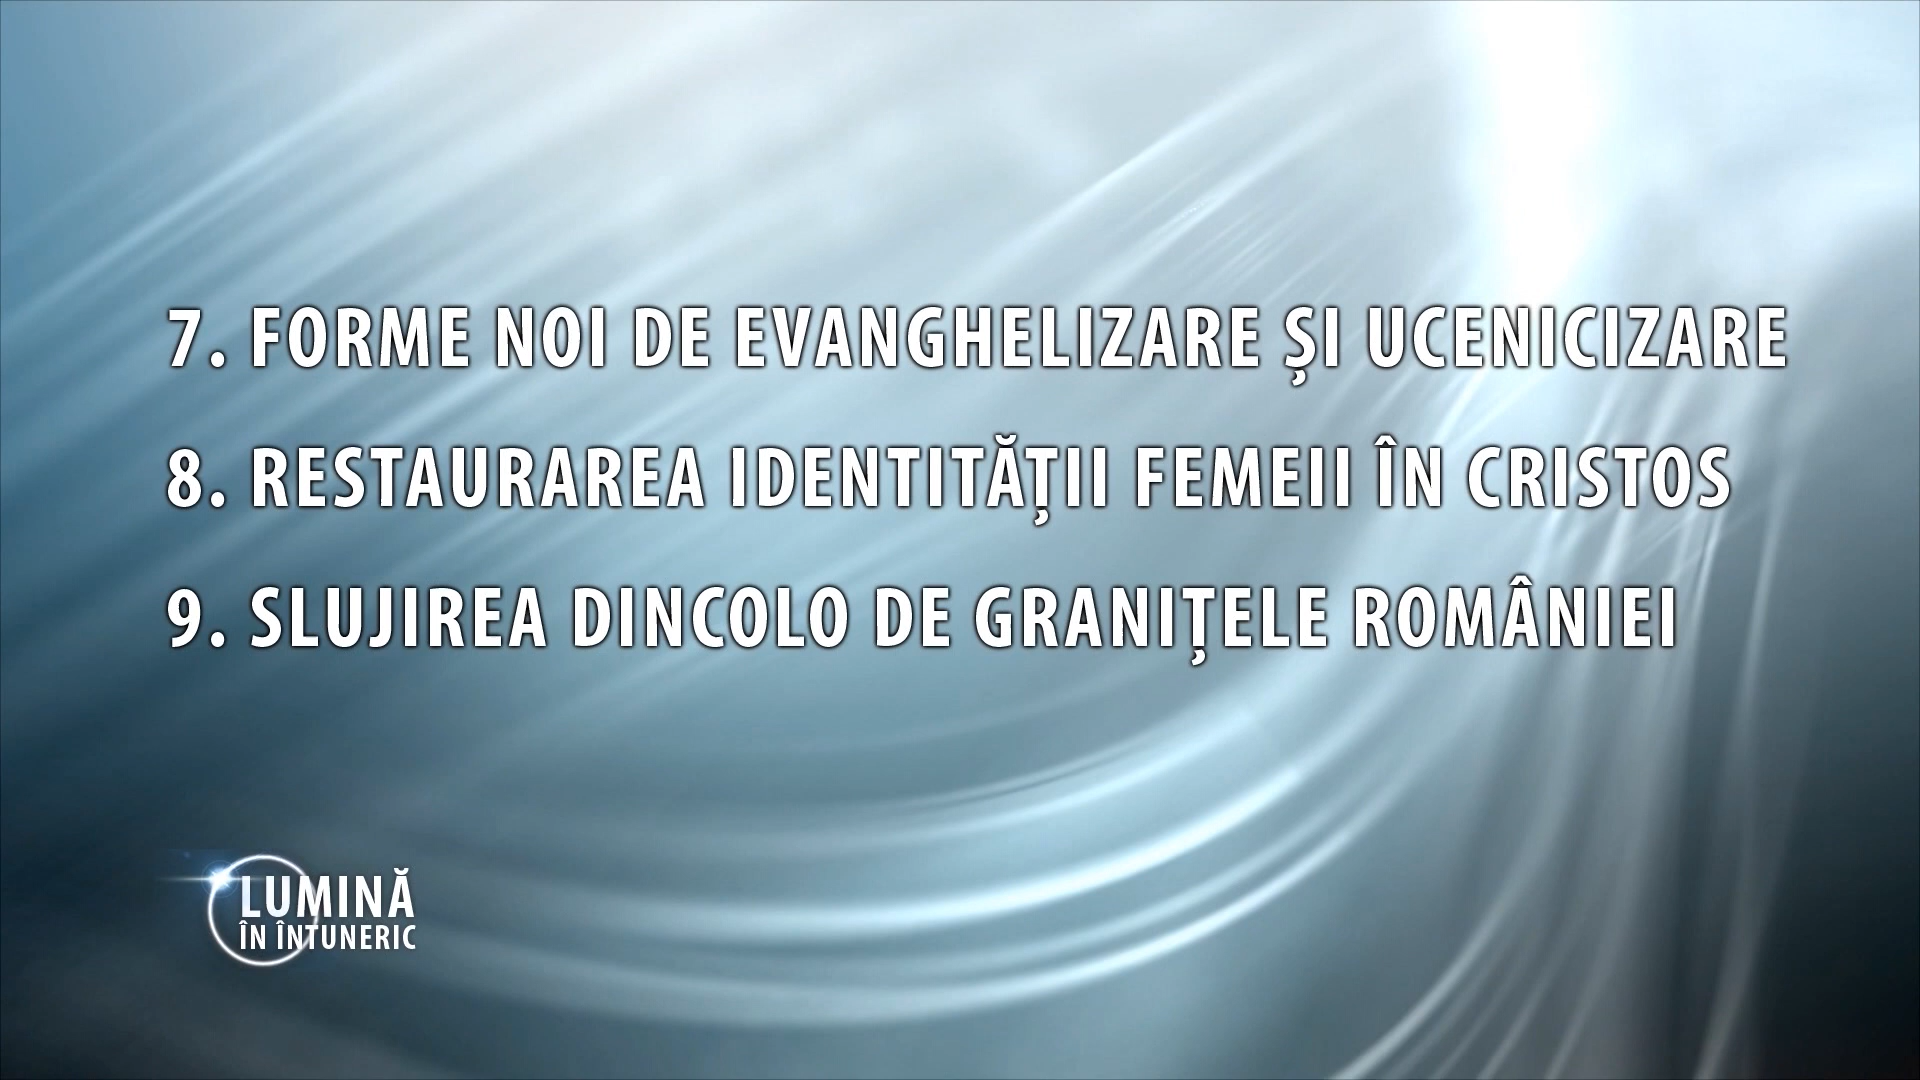 7. FORME NOI DE EVANGHELIZARE ȘI UCENICIZARE
8. RESTAURAREA IDENTITĂȚII FEMEII ÎN CRISTOS
9. SLUJIREA DINCOLO DE GRANIȚELE ROMÂNIEI
LUMINĂ
ÎN ÎNTUNERIC